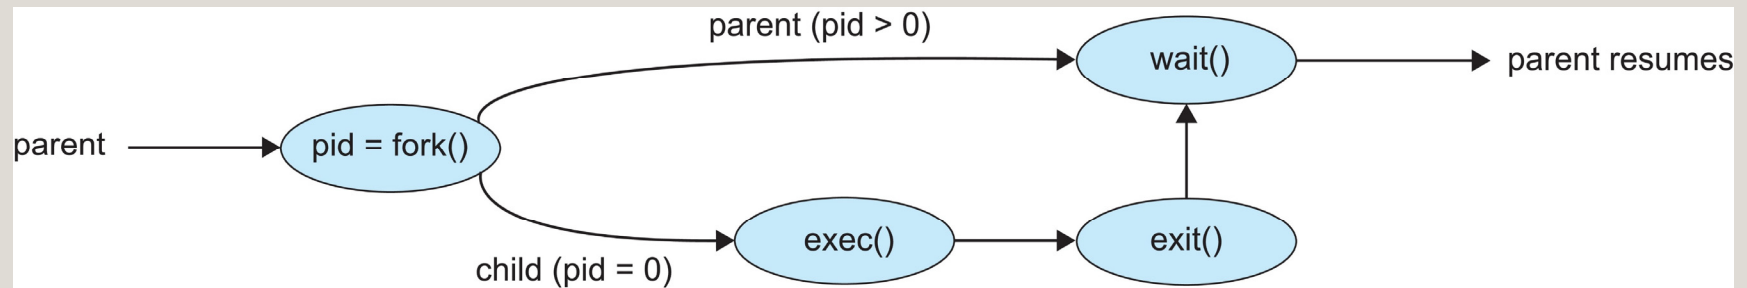 parent (pid > 0)
wait()
parent resumes
parent
pid = fork()
exec()
exit()
child (pid = 0)